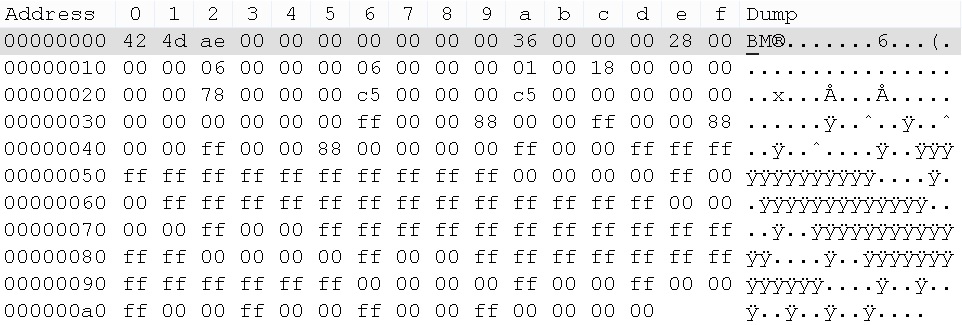 Address 0 1 2 3 4 5 6 7 8 9 a b c d e f Dump
00000000 42 4d ae 00 00 00 00 00 00 00 36 00 00 00 28 00 BM®.......6...(.
00000010 00 00 06 00 00 00 06 00 00 00 01 00 18 00 00 00 ................
00000020 00 00 78 00 00 00 c5 00 00 00 c5 00 00 00 00 00 ..x...Å...Å.....
00000030 00 00 00 00 00 00 ff 00 00 88 00 00 ff 00 00 88 ......ÿ..ˆ..ÿ..ˆ
00000040 00 00 ff 00 00 88 00 00 00 00 ff 00 00 ff ff ff ..ÿ..ˆ....ÿ..ÿÿÿ
00000050 ff ff ff ff ff ff ff ff ff ff 00 00 00 00 ff 00 ÿÿÿÿÿÿÿÿÿÿ....ÿ.
00000060 00 ff ff ff ff ff ff ff ff ff ff ff ff ff 00 00 .ÿÿÿÿÿÿÿÿÿÿÿÿÿ..
00000070 00 00 ff 00 00 ff ff ff ff ff ff ff ff ff ff ff ..ÿ..ÿÿÿÿÿÿÿÿÿÿÿ
00000080 ff ff 00 00 00 00 ff 00 00 ff ff ff ff ff ff ff ÿÿ....ÿ..ÿÿÿÿÿÿÿ
00000090 ff ff ff ff ff ff 00 00 00 00 ff 00 00 ff 00 00 ÿÿÿÿÿÿ....ÿ..ÿ..
000000a0 ff 00 00 ff 00 00 ff 00 00 ff 00 00 00 00 ÿ..ÿ..ÿ..ÿ....